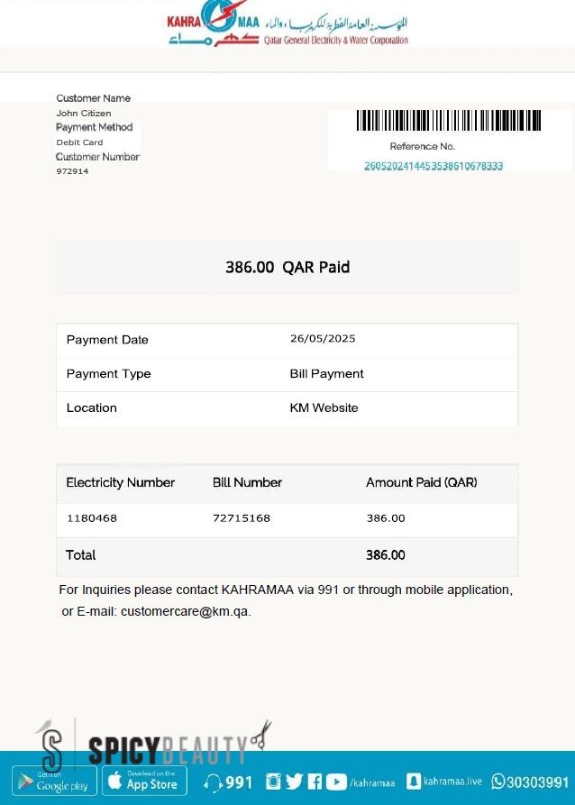 KAHRA MAA المؤسسة العامة القطرية للكهرباء والماء
كهرماء Qatar General Electricity & Water Corporation
Customer Name
John Citizen
Payment Method
Debit Card
Customer Number
972914
Reference No.
2605202414453538610678333
386.00 QAR Paid
Payment Date 26/05/2025
Payment Type Bill Payment
Location KM Website
Electricity Number Bill Number Amount Paid (QAR)
1180468 72715168 386.00
Total 386.00
For Inquiries please contact KAHRAMAA via 991 or through mobile application,
or E-mail: customercare@km.qa.
S SPICYBEAUTY
Get it on
Google play
Download on the
App Store
991
/kahramaa
kahramaa.live
30303991